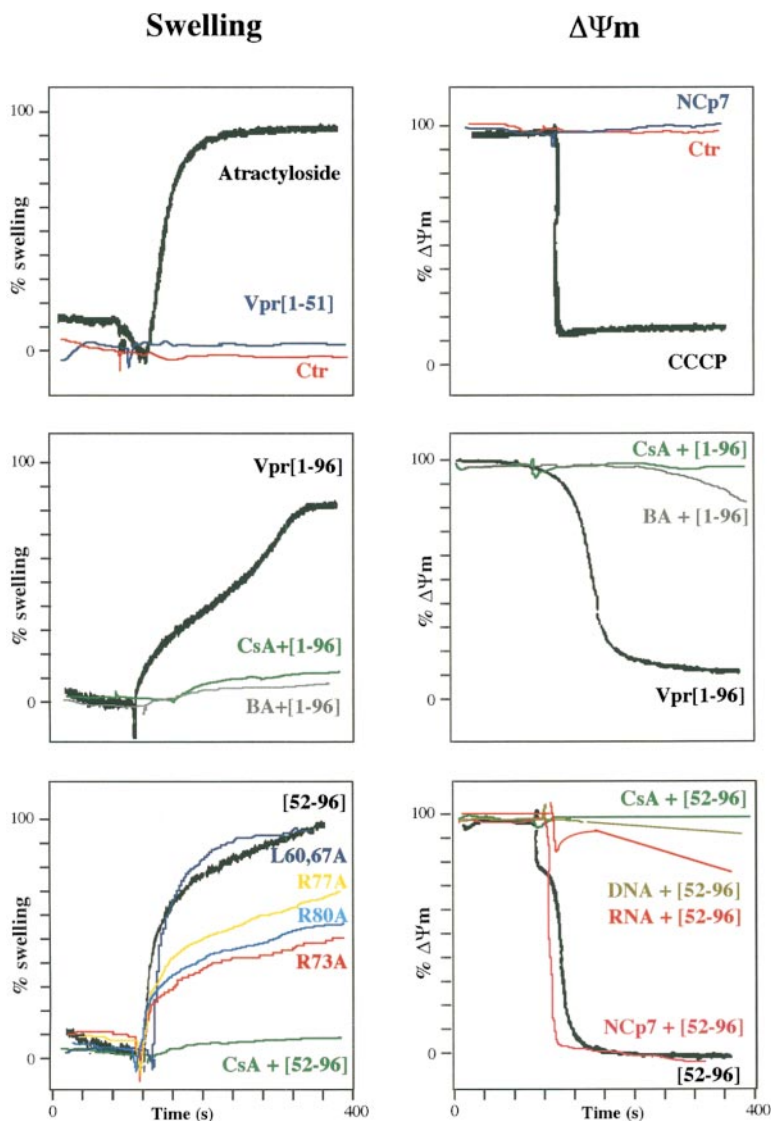 Swelling
ΔΨm
100
% swelling
0
Atractyloside
Vpr[1-51]
Ctr
100
% ΔΨm
0
NCp7
Ctr
CCCP
100
% swelling
0
Vpr[1-96]
CsA+[1-96]
BA+[1-96]
100
% ΔΨm
0
CsA + [1-96]
BA + [1-96]
Vpr[1-96]
100
% swelling
0
[52-96]
L60,67A
R77A
R80A
R73A
CsA + [52-96]
0
Time (s)
400
100
% ΔΨm
0
CsA + [52-96]
DNA + [52-96]
RNA + [52-96]
NCp7 + [52-96]
[52-96]
0
Time (s)
400